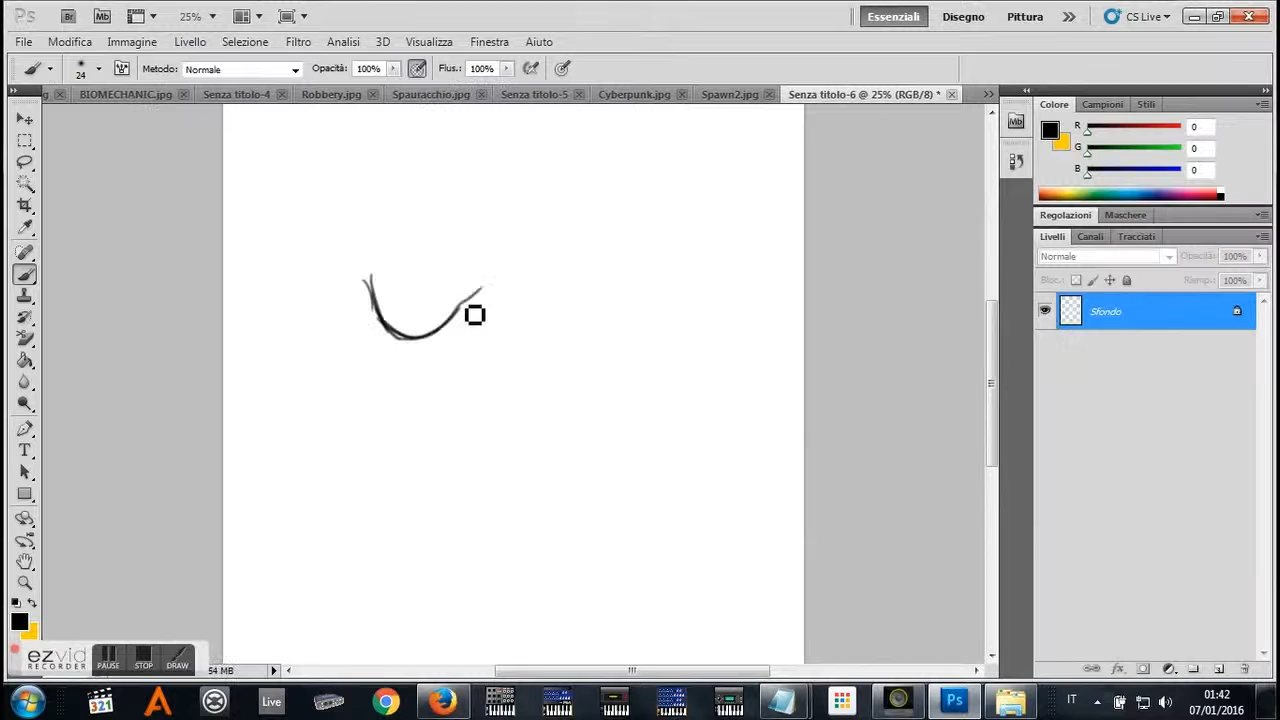 Ps Br Mb 25% Essenziali Disegno Pittura CS Live
File Modifica Immagine Livello Selezione Filtro Analisi 3D Visualizza Finestra Aiuto
24 Metodo: Normale Opacità: 100% Flus.: 100%
g BIOMECHANIC.jpg Senza titolo-4 Robbery.jpg Spauracchio.jpg Senza titolo-5 Cyberpunk.jpg Spawn2.jpg Senza titolo-6 @ 25% (RGB/8) *
Mb
Colore Campioni Stili
R 0
G 0
B 0
Regolazioni Maschere
Livelli Canali Tracciati
Normale Opacità: 100%
Bloc.: Riemp.: 100%
Sfondo
T
ezvid
RECORDER
PAUSE STOP DRAW
54 MB
321 Live Ps IT 01:42
07/01/2016